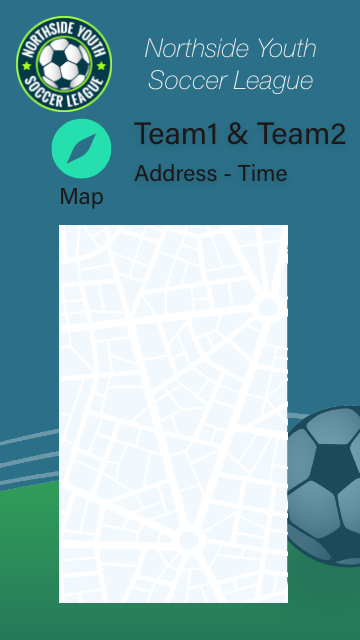 NORTHSIDE YOUTH
SOCCER LEAGUE
Northside Youth
Soccer League
Team1 & Team2
Address - Time
Map